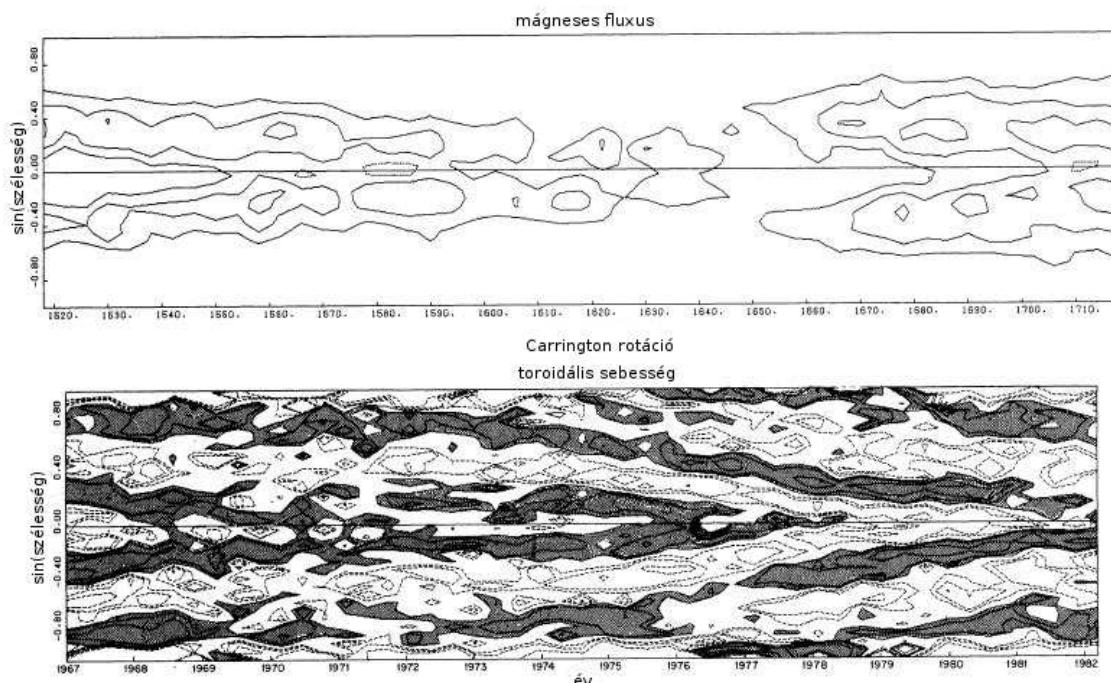 mágneses fluxus
sin(szélesség)
0.80
0.40
0.00
-0.40
-0.80
1520. 1530. 1540. 1550. 1560. 1570. 1580. 1590. 1600. 1610. 1620. 1630. 1640. 1650. 1660. 1670. 1680. 1690. 1700. 1710.
Carrington rotáció
toroidális sebesség
sin(szélesség)
0.80
0.40
0.00
-0.40
-0.80
1967 1968 1969 1970 1971 1972 1973 1974 1975 1976 1977 1978 1979 1980 1981 1982
év